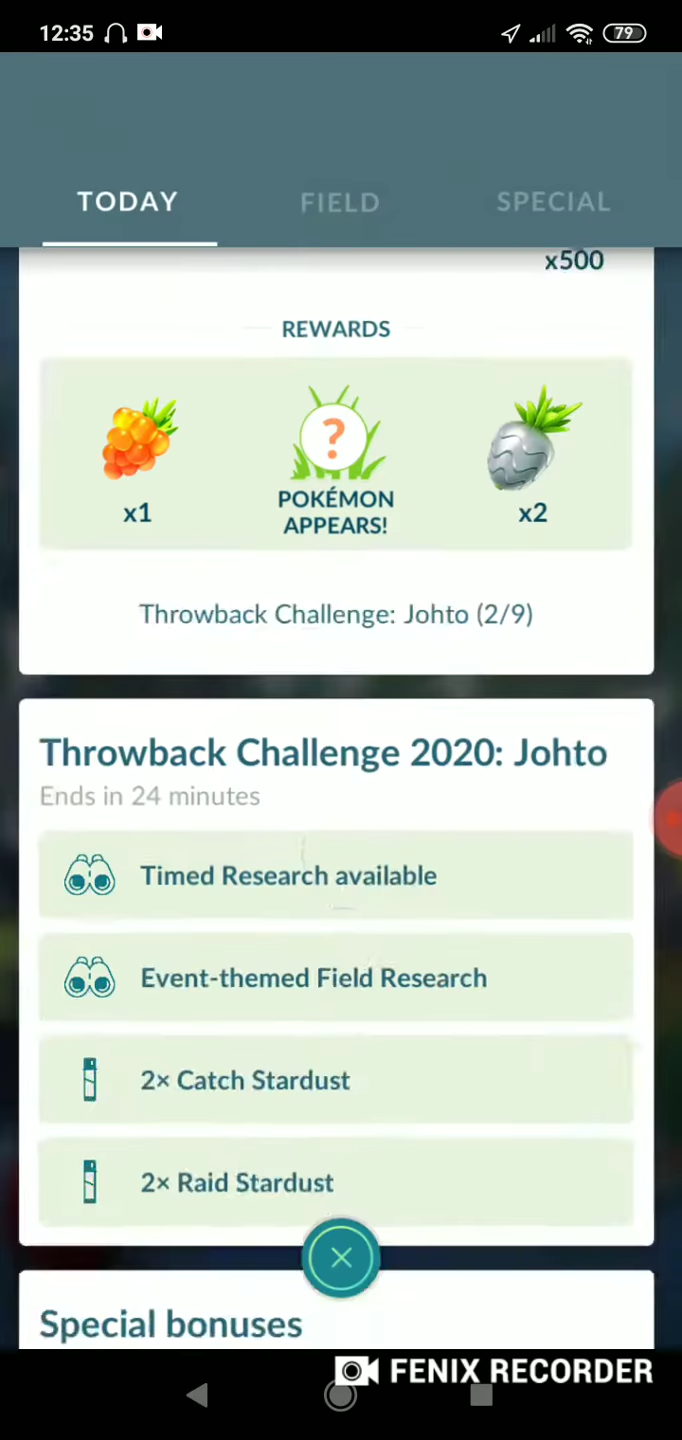 12:35
79
TODAY
FIELD
SPECIAL
x500
REWARDS
?
POKÉMON
APPEARS!
x1
x2
Throwback Challenge: Johto (2/9)
Throwback Challenge 2020: Johto
Ends in 24 minutes
Timed Research available
Event-themed Field Research
2× Catch Stardust
2× Raid Stardust
Special bonuses
FENIX RECORDER